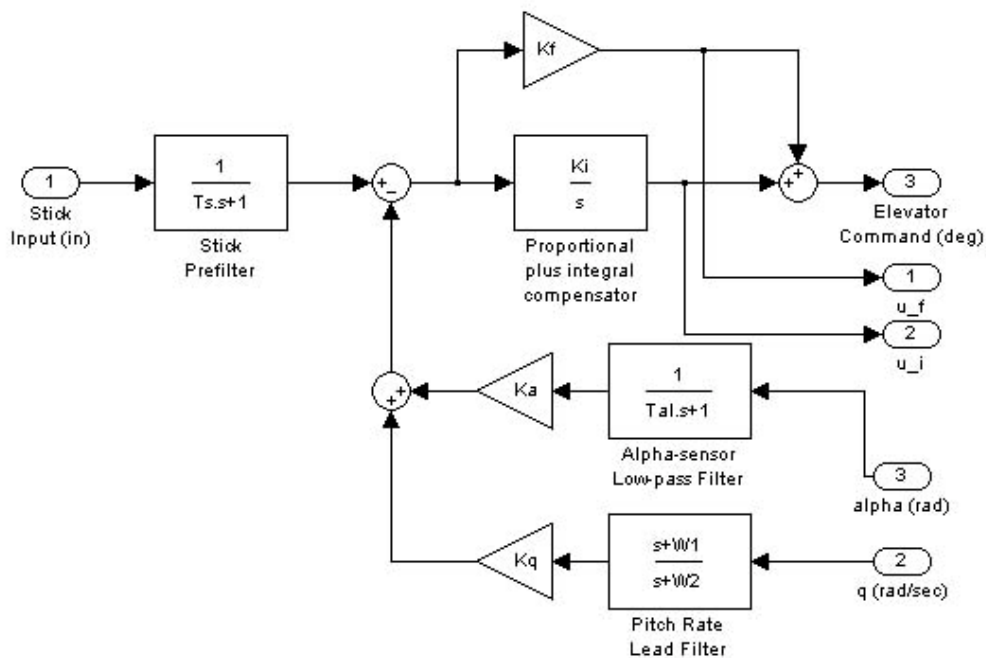 Kf
1
Stick
Input (in)
1
Ts.s+1
Stick
Prefilter
+
−
Ki
s
Proportional
plus integral
compensator
+
+
3
Elevator
Command (deg)
1
u_f
2
u_i
+
+
Ka
1
Tal.s+1
Alpha-sensor
Low-pass Filter
3
alpha (rad)
Kq
s+W1
s+W2
Pitch Rate
Lead Filter
2
q (rad/sec)